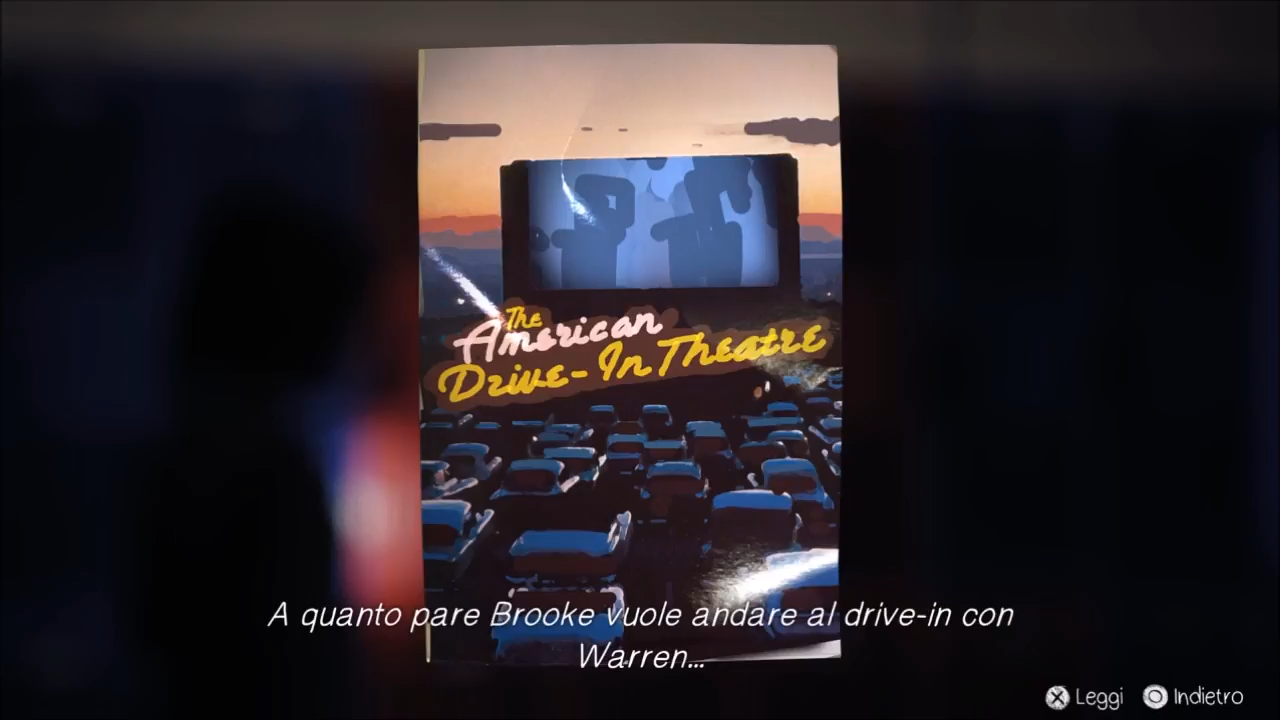 The
American
Drive-In Theatre
A quanto pare Brooke vuole andare al drive-in con
Warren...
Leggi Indietro